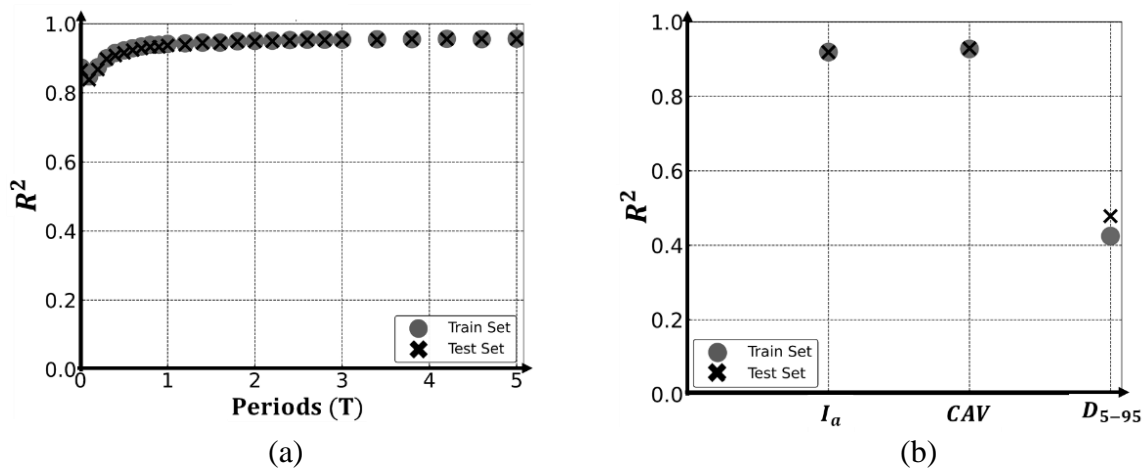 1.0
0.8
0.6
0.4
0.2
0.0
R²
0 1 2 3 4 5
Periods (T)
Train Set
Test Set
(a)
1.0
0.8
0.6
0.4
0.2
0.0
R²
Iₐ CAV D₅₋₉₅
Train Set
Test Set
(b)